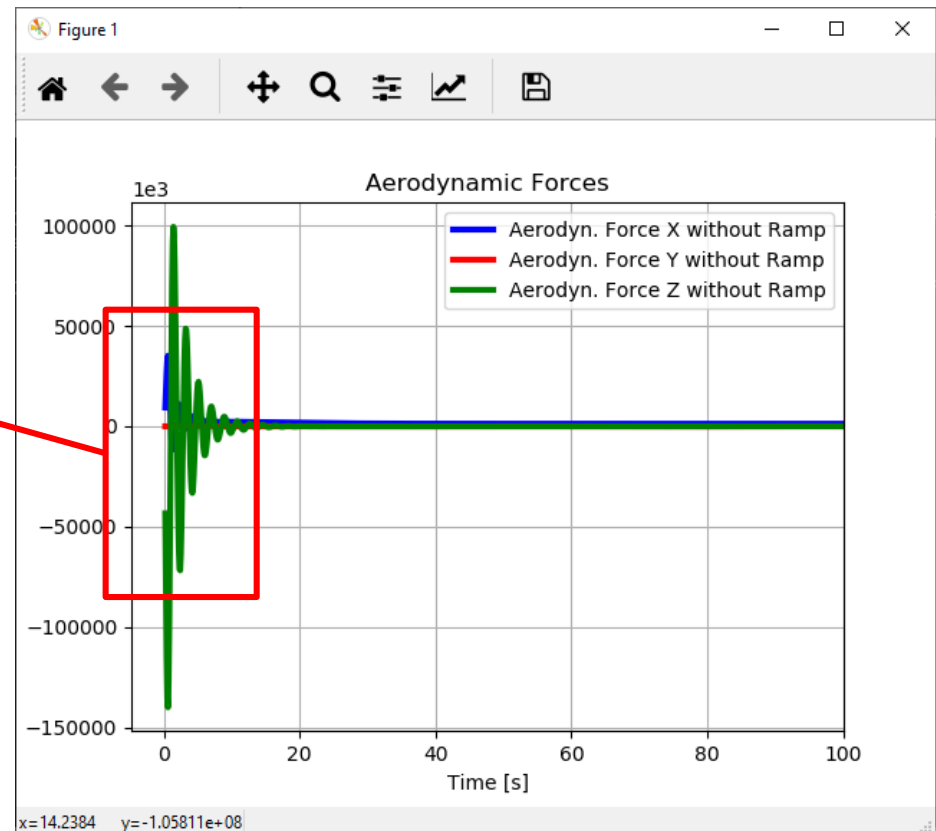 Figure 1
Aerodynamic Forces
1e3
100000
50000
0
−50000
−100000
−150000
Aerodyn. Force X without Ramp
Aerodyn. Force Y without Ramp
Aerodyn. Force Z without Ramp
0 20 40 60 80 100
Time [s]
x=14.2384 y=-1.05811e+08